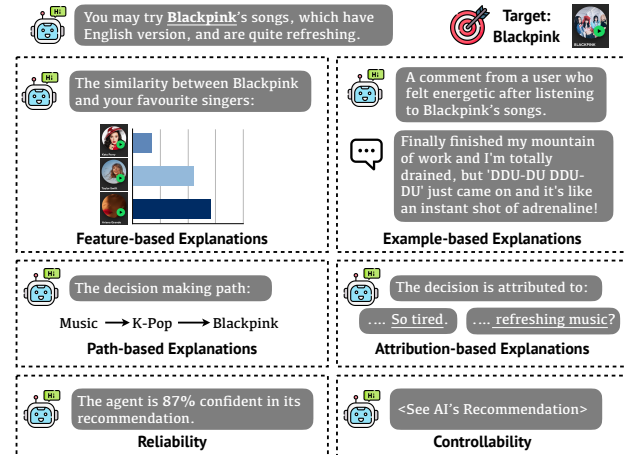 Hi
You may try Blackpink's songs, which have
English version, and are quite refreshing.
Target:
Blackpink
BLACKPINK
Hi
The similarity between Blackpink
and your favourite singers:
Feature-based Explanations
Hi
A comment from a user who
felt energetic after listening
to Blackpink's songs.
Finally finished my mountain
of work and I'm totally
drained, but 'DDU-DU DDU-
DU' just came on and it's like
an instant shot of adrenaline!
Example-based Explanations
Hi
The decision making path:
Music K-Pop Blackpink
Path-based Explanations
Hi
The decision is attributed to:
.... So tired. .... refreshing music?
Attribution-based Explanations
Hi
The agent is 87% confident in its
recommendation.
Reliability
Hi
<See AI's Recommendation>
Controllability